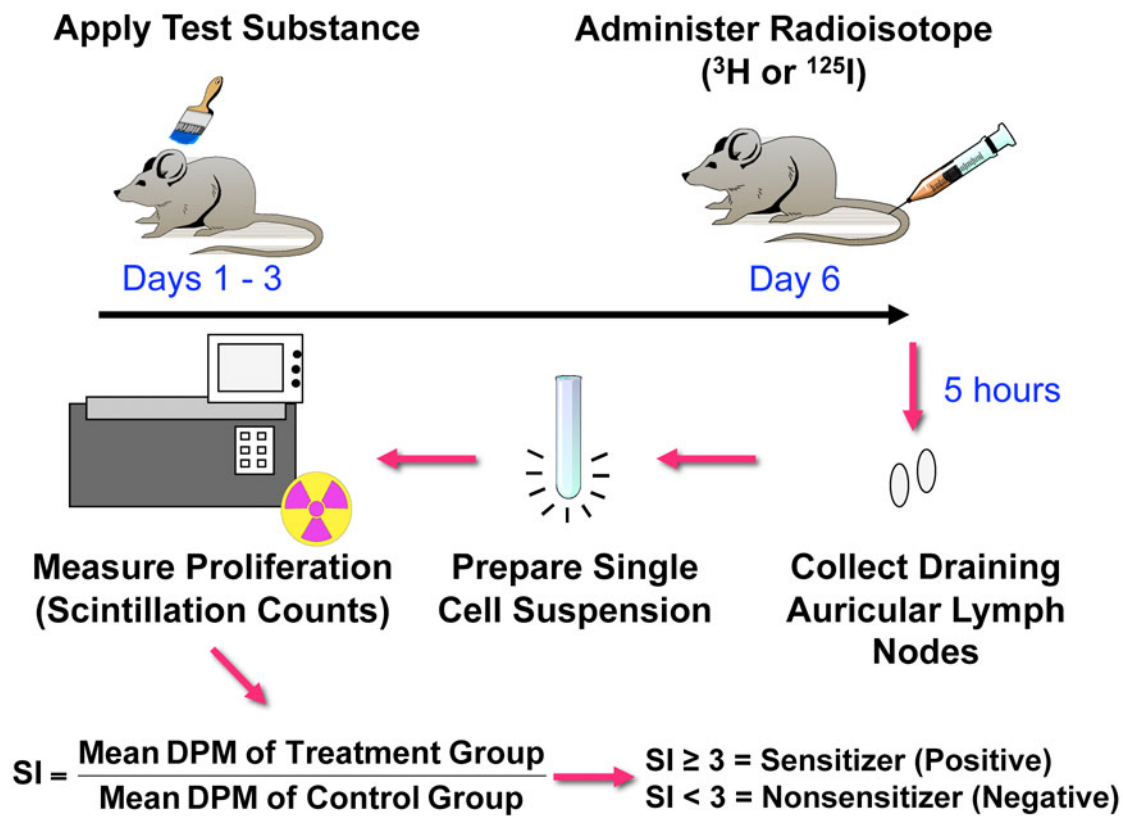 Apply Test Substance
Administer Radioisotope
(³H or ¹²⁵I)
Days 1 - 3
Day 6
5 hours
Measure Proliferation
(Scintillation Counts)
Prepare Single
Cell Suspension
Collect Draining
Auricular Lymph
Nodes
SI = Mean DPM of Treatment Group
Mean DPM of Control Group
SI ≥ 3 = Sensitizer (Positive)
SI < 3 = Nonsensitizer (Negative)